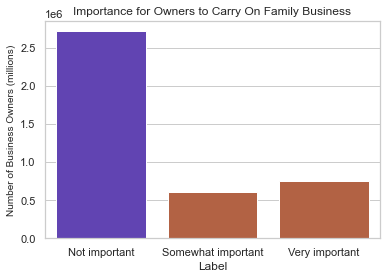 Importance for Owners to Carry On Family Business
1e6
2.5
2.0
1.5
1.0
0.5
0.0
Number of Business Owners (millions)
Not important Somewhat important Very important
Label